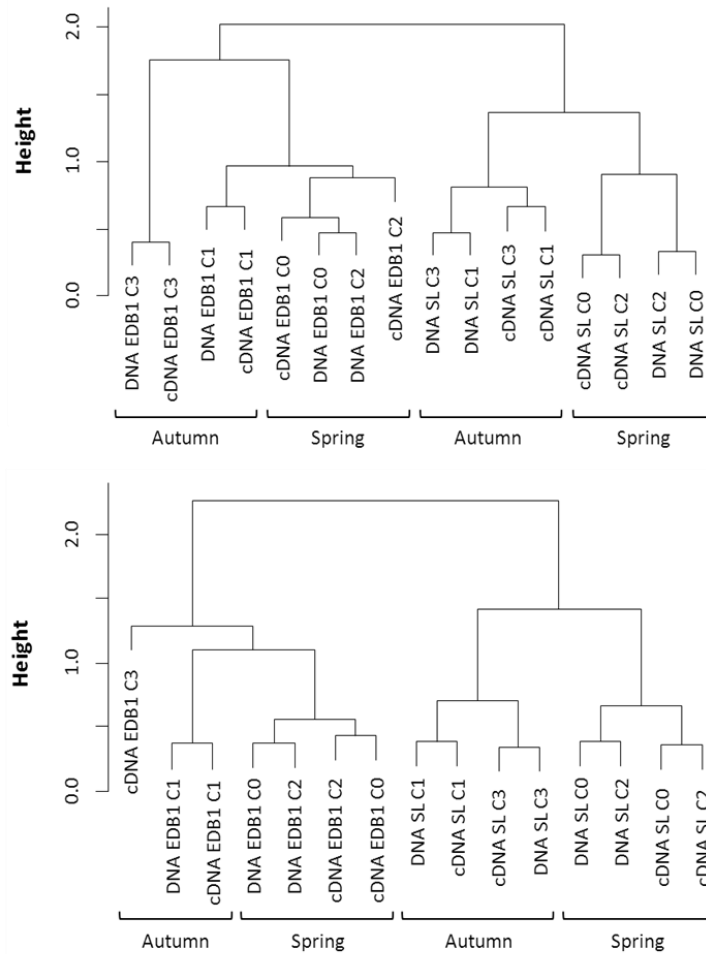 Height
2.0
1.0
0.0
DNA EDB1 C3
cDNA EDB1 C3
DNA EDB1 C1
cDNA EDB1 C1
cDNA EDB1 C0
DNA EDB1 C0
DNA EDB1 C2
cDNA EDB1 C2
DNA SL C3
DNA SL C1
cDNA SL C3
cDNA SL C1
cDNA SL C0
cDNA SL C2
DNA SL C2
DNA SL C0
Autumn
Spring
Autumn
Spring
Height
2.0
1.0
0.0
cDNA EDB1 C3
DNA EDB1 C1
cDNA EDB1 C1
DNA EDB1 C0
DNA EDB1 C2
cDNA EDB1 C2
cDNA EDB1 C0
DNA SL C1
cDNA SL C1
cDNA SL C3
DNA SL C3
DNA SL C0
DNA SL C2
cDNA SL C0
cDNA SL C2
Autumn
Spring
Autumn
Spring